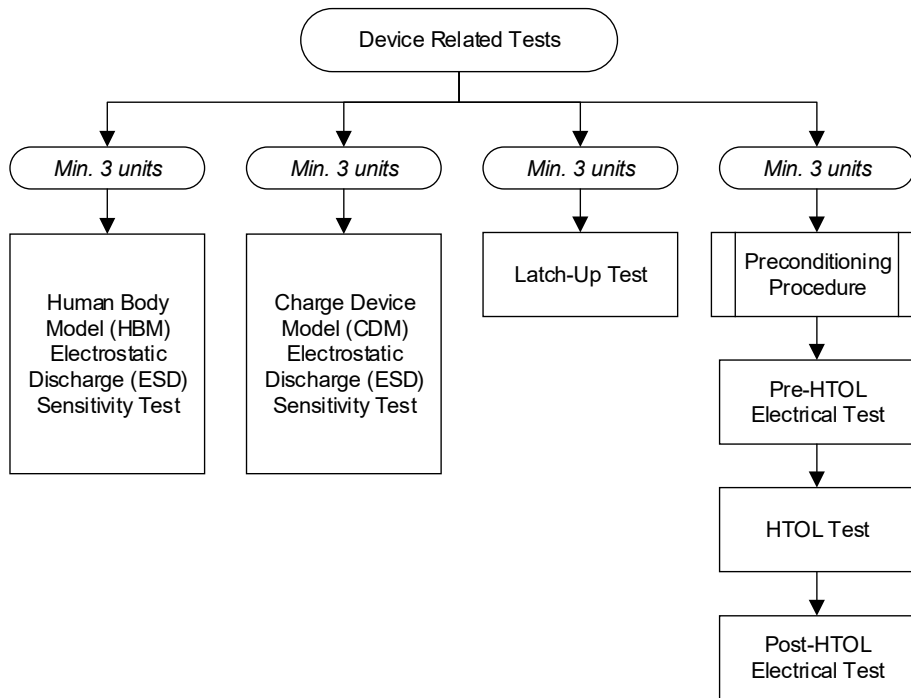 Device Related Tests
Min. 3 units
Min. 3 units
Min. 3 units
Min. 3 units
Human Body
Model (HBM)
Electrostatic
Discharge (ESD)
Sensitivity Test
Charge Device
Model (CDM)
Electrostatic
Discharge (ESD)
Sensitivity Test
Latch-Up Test
Preconditioning
Procedure
Pre-HTOL
Electrical Test
HTOL Test
Post-HTOL
Electrical Test